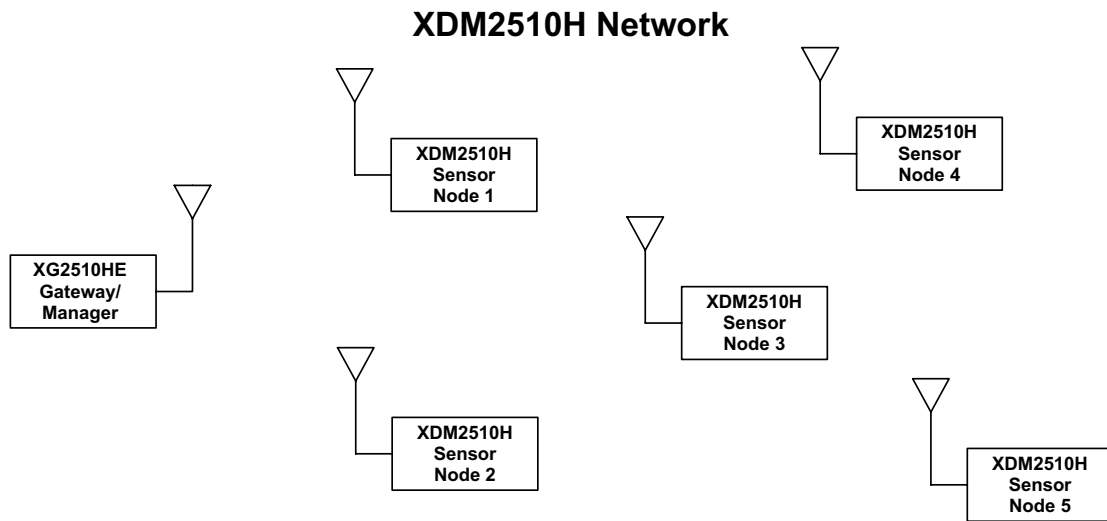 XDM2510H Network
XDM2510H
Sensor
Node 1
XDM2510H
Sensor
Node 4
XG2510HE
Gateway/
Manager
XDM2510H
Sensor
Node 3
XDM2510H
Sensor
Node 2
XDM2510H
Sensor
Node 5